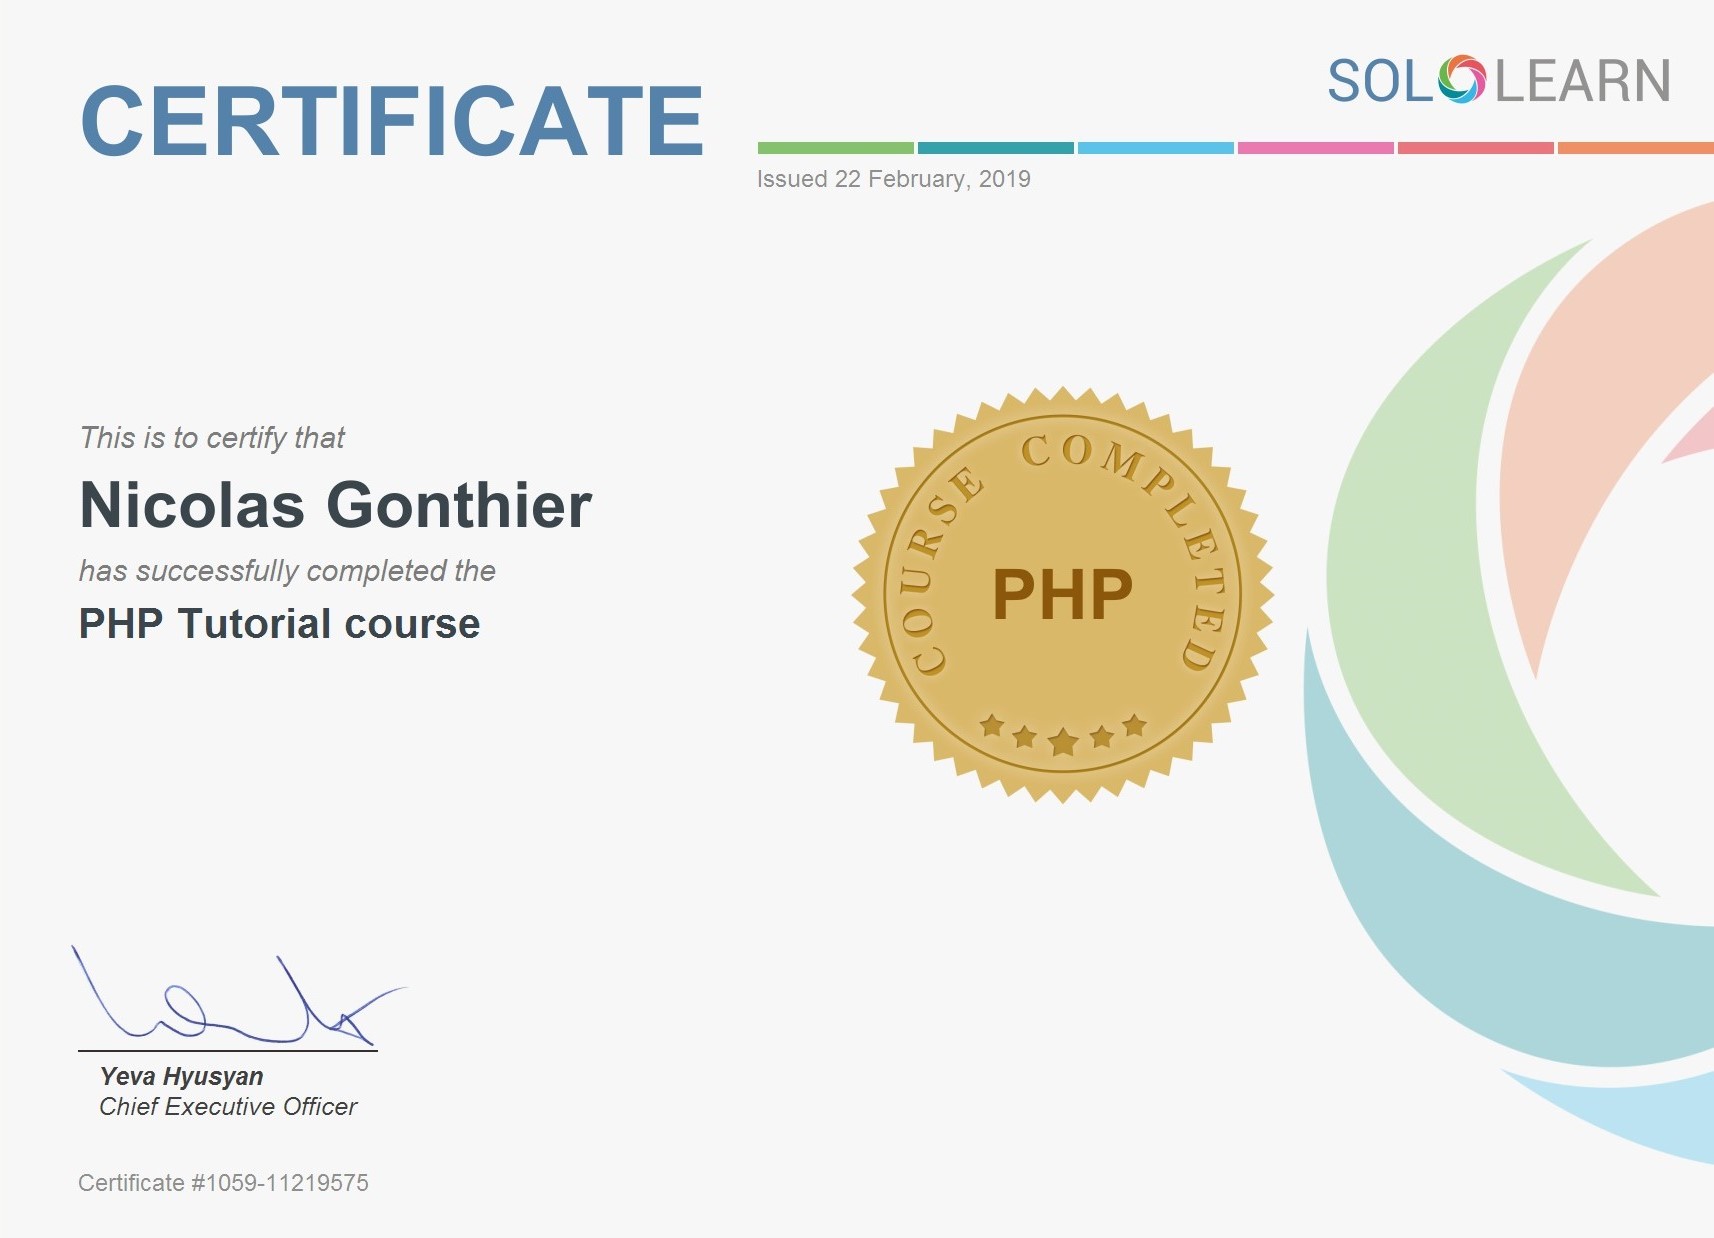 CERTIFICATE
SOLOLEARN
Issued 22 February, 2019
This is to certify that
Nicolas Gonthier
has successfully completed the
PHP Tutorial course
COURSE COMPLETED
PHP
Yeva Hyusyan
Chief Executive Officer
Certificate #1059-11219575